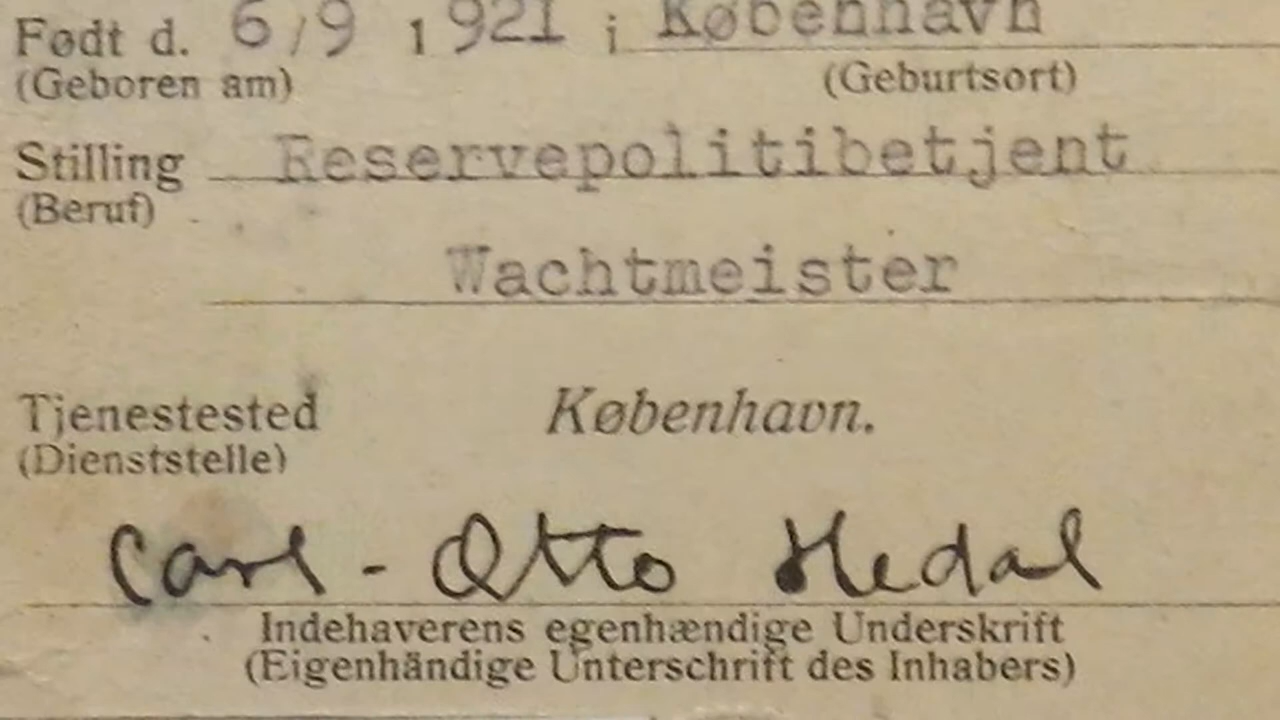 Født d. 6/9 1921 i København
(Geboren am) (Geburtsort)
Stilling Reservepolitibetjent
(Beruf)
Wachtmeister
Tjenestested København.
(Dienststelle)
Carl-Otto Hedal
Indehaverens egenhændige Underskrift
(Eigenhändige Unterschrift des Inhabers)